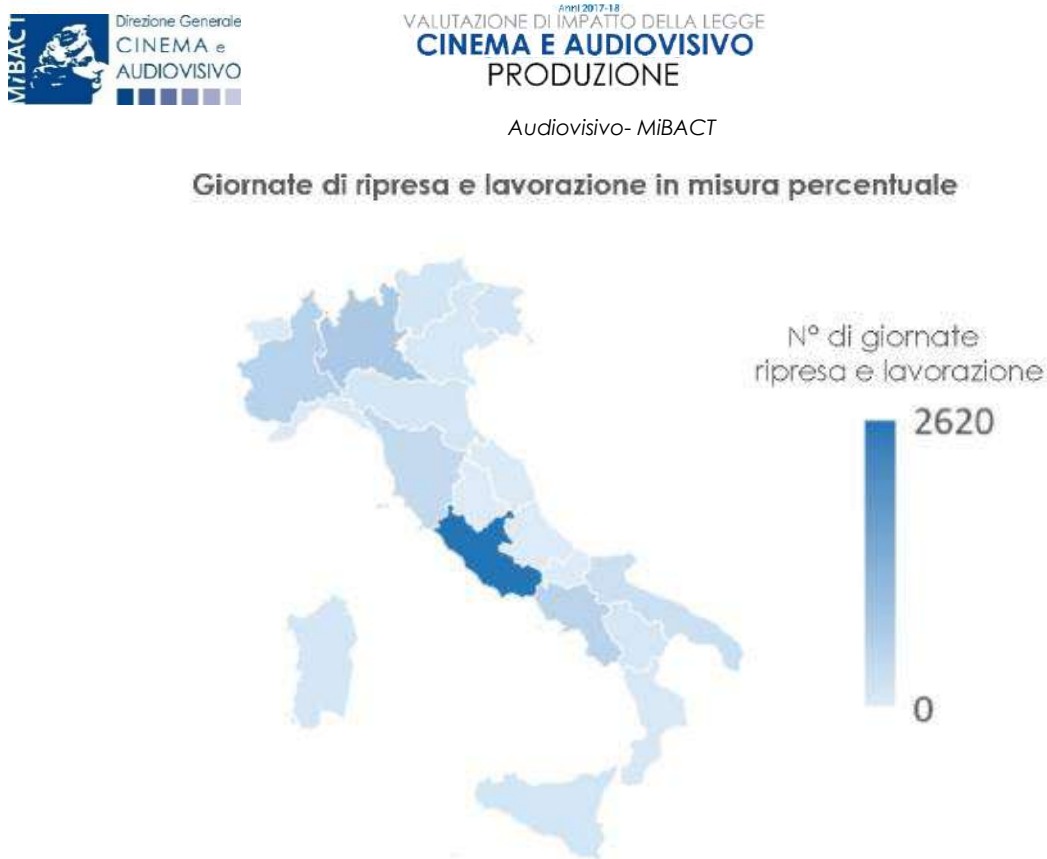 MiBACT
Direzione Generale
CINEMA e
AUDIOVISIVO
Anni 2017-18
VALUTAZIONE DI IMPATTO DELLA LEGGE
CINEMA E AUDIOVISIVO
PRODUZIONE
Audiovisivo- MiBACT
Giornate di ripresa e lavorazione in misura percentuale
N° di giornate
ripresa e lavorazione
2620
0